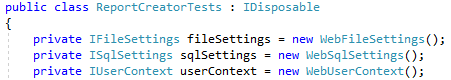 public class ReportCreatorTests : IDisposable
{
private IFileSettings fileSettings = new WebFileSettings();
private ISqlSettings sqlSettings = new WebSqlSettings();
private IUserContext userContext = new WebUserContext();